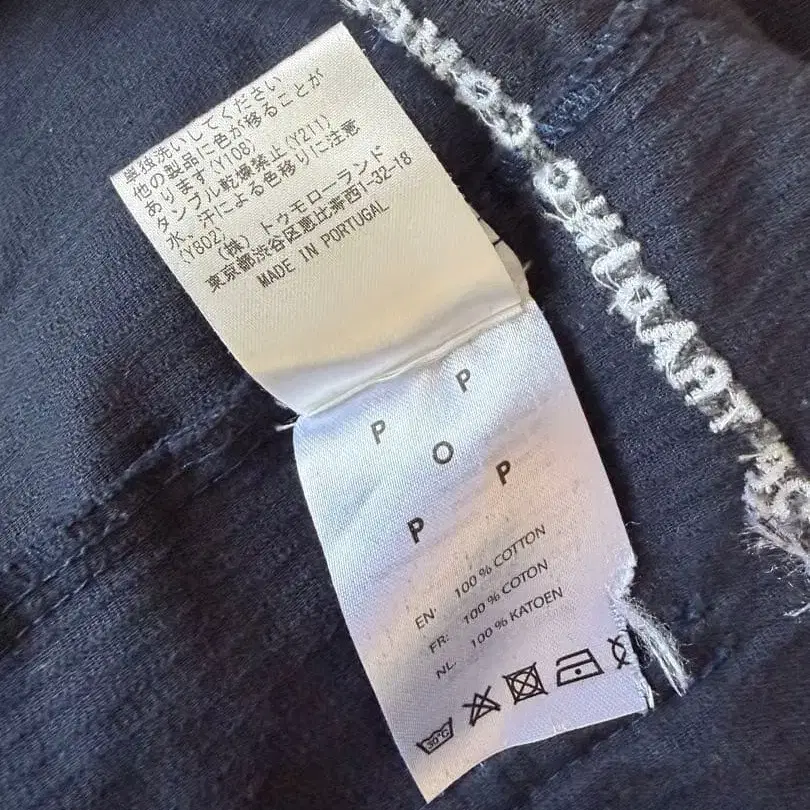 単独洗いしてください
他の製品に色が移ることが
あります(Y108)
タンブル乾燥禁止(Y211)
水、汗による色移りに注意
(Y802)
(株) トゥモローランド
東京都渋谷区恵比寿西1-32-18
MADE IN PORTUGAL
P
P
O
P
P
EN: 100 % COTTON
FR: 100 % COTON
NL: 100 % KATOEN
30°C